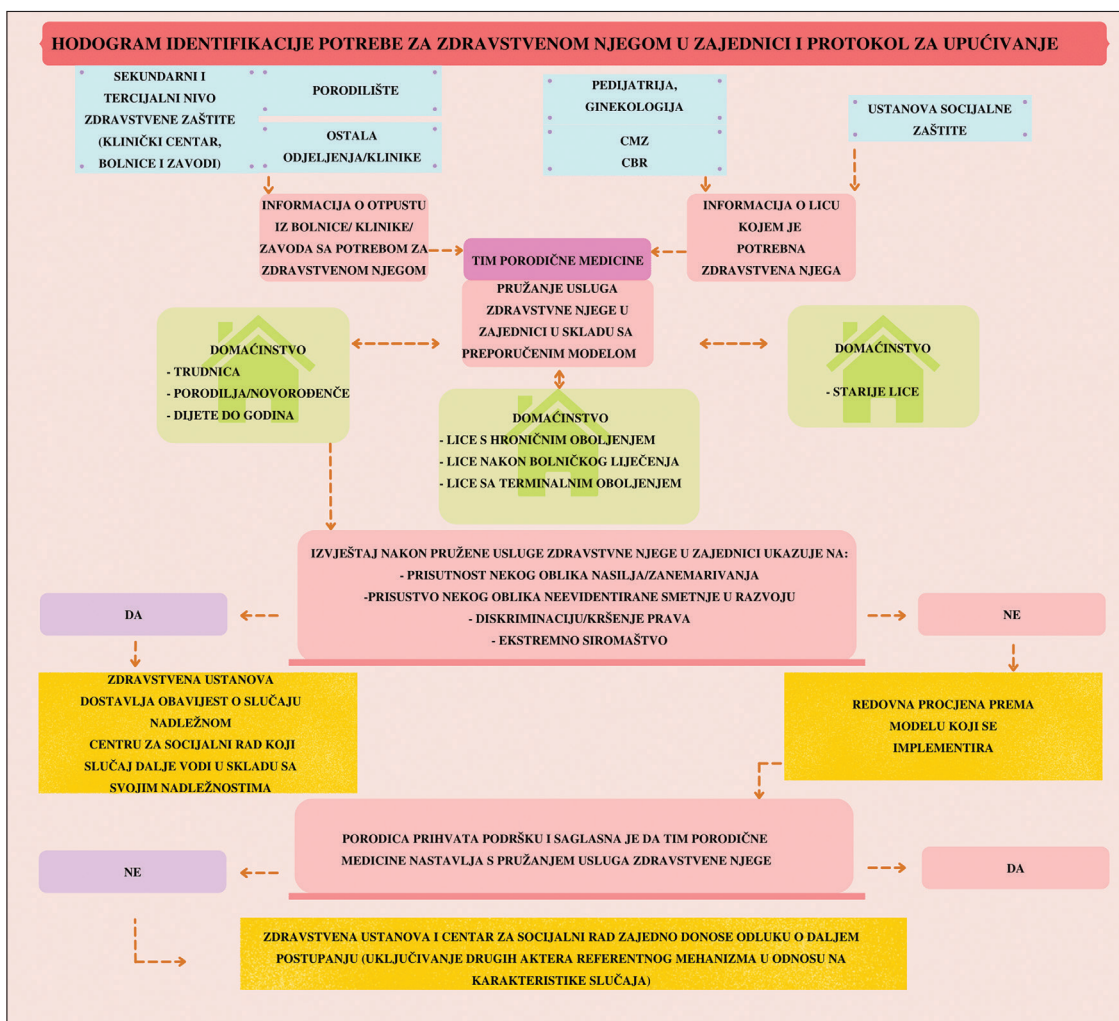 HODOGRAM IDENTIFIKACIJE POTREBE ZA ZDRAVSTVENOM NJEGOM U ZAJEDNICI I PROTOKOL ZA UPUĆIVANJE
SEKUNDARNI I
TERCIJALNI NIVO
ZDRAVSTVENE ZAŠTITE
(KLINIČKI CENTAR,
BOLNICE I ZAVODI)
PORODILIŠTE
OSTALA
ODJELJENJA/KLINIKE
PEDIJATRIJA,
GINEKOLOGIJA
CMZ
CBR
USTANOVA SOCIJALNE
ZAŠTITE
INFORMACIJA O OTPUSTU
IZ BOLNICE/ KLINIKE/
ZAVODA SA POTREBOM ZA
ZDRAVSTVENOM NJEGOM
TIM PORODIČNE MEDICINE
INFORMACIJA O LICU
KOJEM JE
POTREBNA
ZDRAVSTVENA NJEGA
PRUŽANJE USLUGA
ZDRAVSTVNE NJEGE U
ZAJEDNICI U SKLADU SA
PREPORUČENIM MODELOM
DOMAĆINSTVO
- TRUDNICA
- PORODILJA/NOVOROĐENČE
- DIJETE DO GODINA
DOMAĆINSTVO
- LICE S HRONIČNIM OBOLJENJEM
- LICE NAKON BOLNIČKOG LIJEČENJA
- LICE SA TERMINALNIM OBOLJENJEM
DOMAĆINSTVO
- STARIJE LICE
IZVJEŠTAJ NAKON PRUŽENE USLUGE ZDRAVSTVNE NJEGE U ZAJEDNICI UKAZUJE NA:
- PRISUTNOST NEKOG OBLIKA NASILJA/ZANEMARIVANJA
-PRISUSTVO NEKOG OBLIKA NEEVIDENTIRANE SMETNJE U RAZVOJU
- DISKRIMINACIJU/KRŠENJE PRAVA
- EKSTREMNO SIROMAŠTVO
DA
NE
ZDRAVSTVENA USTANOVA
DOSTAVLJA OBAVIJEST O SLUČAJU
NADLEŽNOM
CENTRU ZA SOCIJALNI RAD KOJI
SLUČAJ DALJE VODI U SKLADU SA
SVOJIM NADLEŽNOSTIMA
REDOVNA PROCJENA PREMA
MODELU KOJI SE
IMPLEMENTIRA
PORODICA PRIHVATA PODRŠKU I SAGLASNA JE DA TIM PORODIČNE
MEDICINE NASTAVLJA S PRUŽANJEM USLUGA ZDRAVSTVENE NJEGE
NE
DA
ZDRAVSTVENA USTANOVA I CENTAR ZA SOCIJALNI RAD ZAJEDNO DONOSE ODLUKU O DALJEM
POSTUPANJU (UKLJUČIVANJE DRUGIH AKTERA REFERENTNOG MEHANIZMA U ODNOSU NA
KARAKTERISTIKE SLUČAJA)